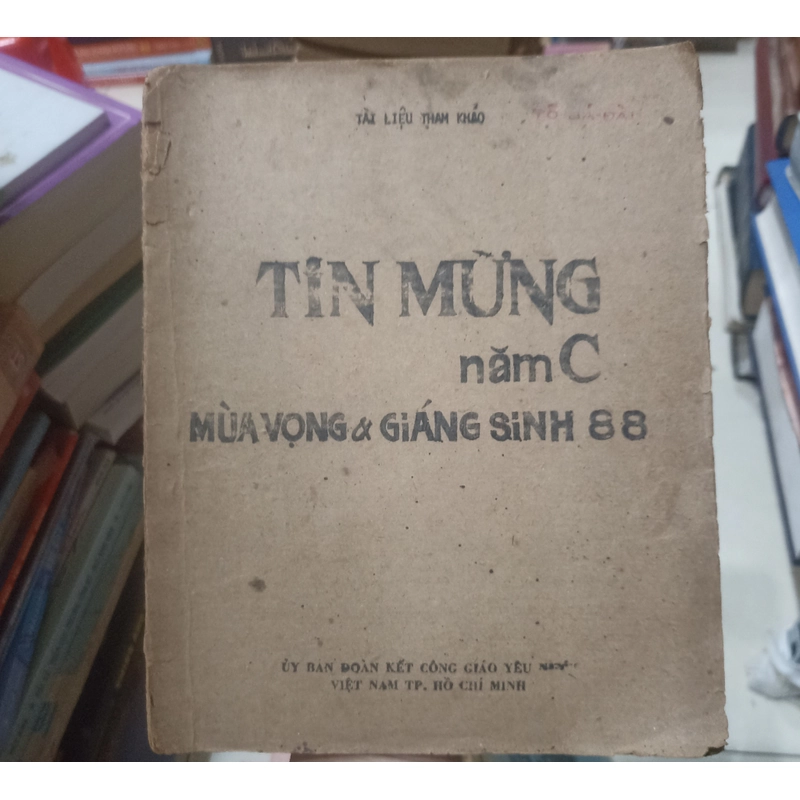 TÀI LIỆU THAM KHẢO
TIN MỪNG
năm C
MÙA VỌNG & GIÁNG SINH 88
ỦY BAN ĐOÀN KẾT CÔNG GIÁO YÊU
VIỆT NAM TP. HỒ CHÍ MINH